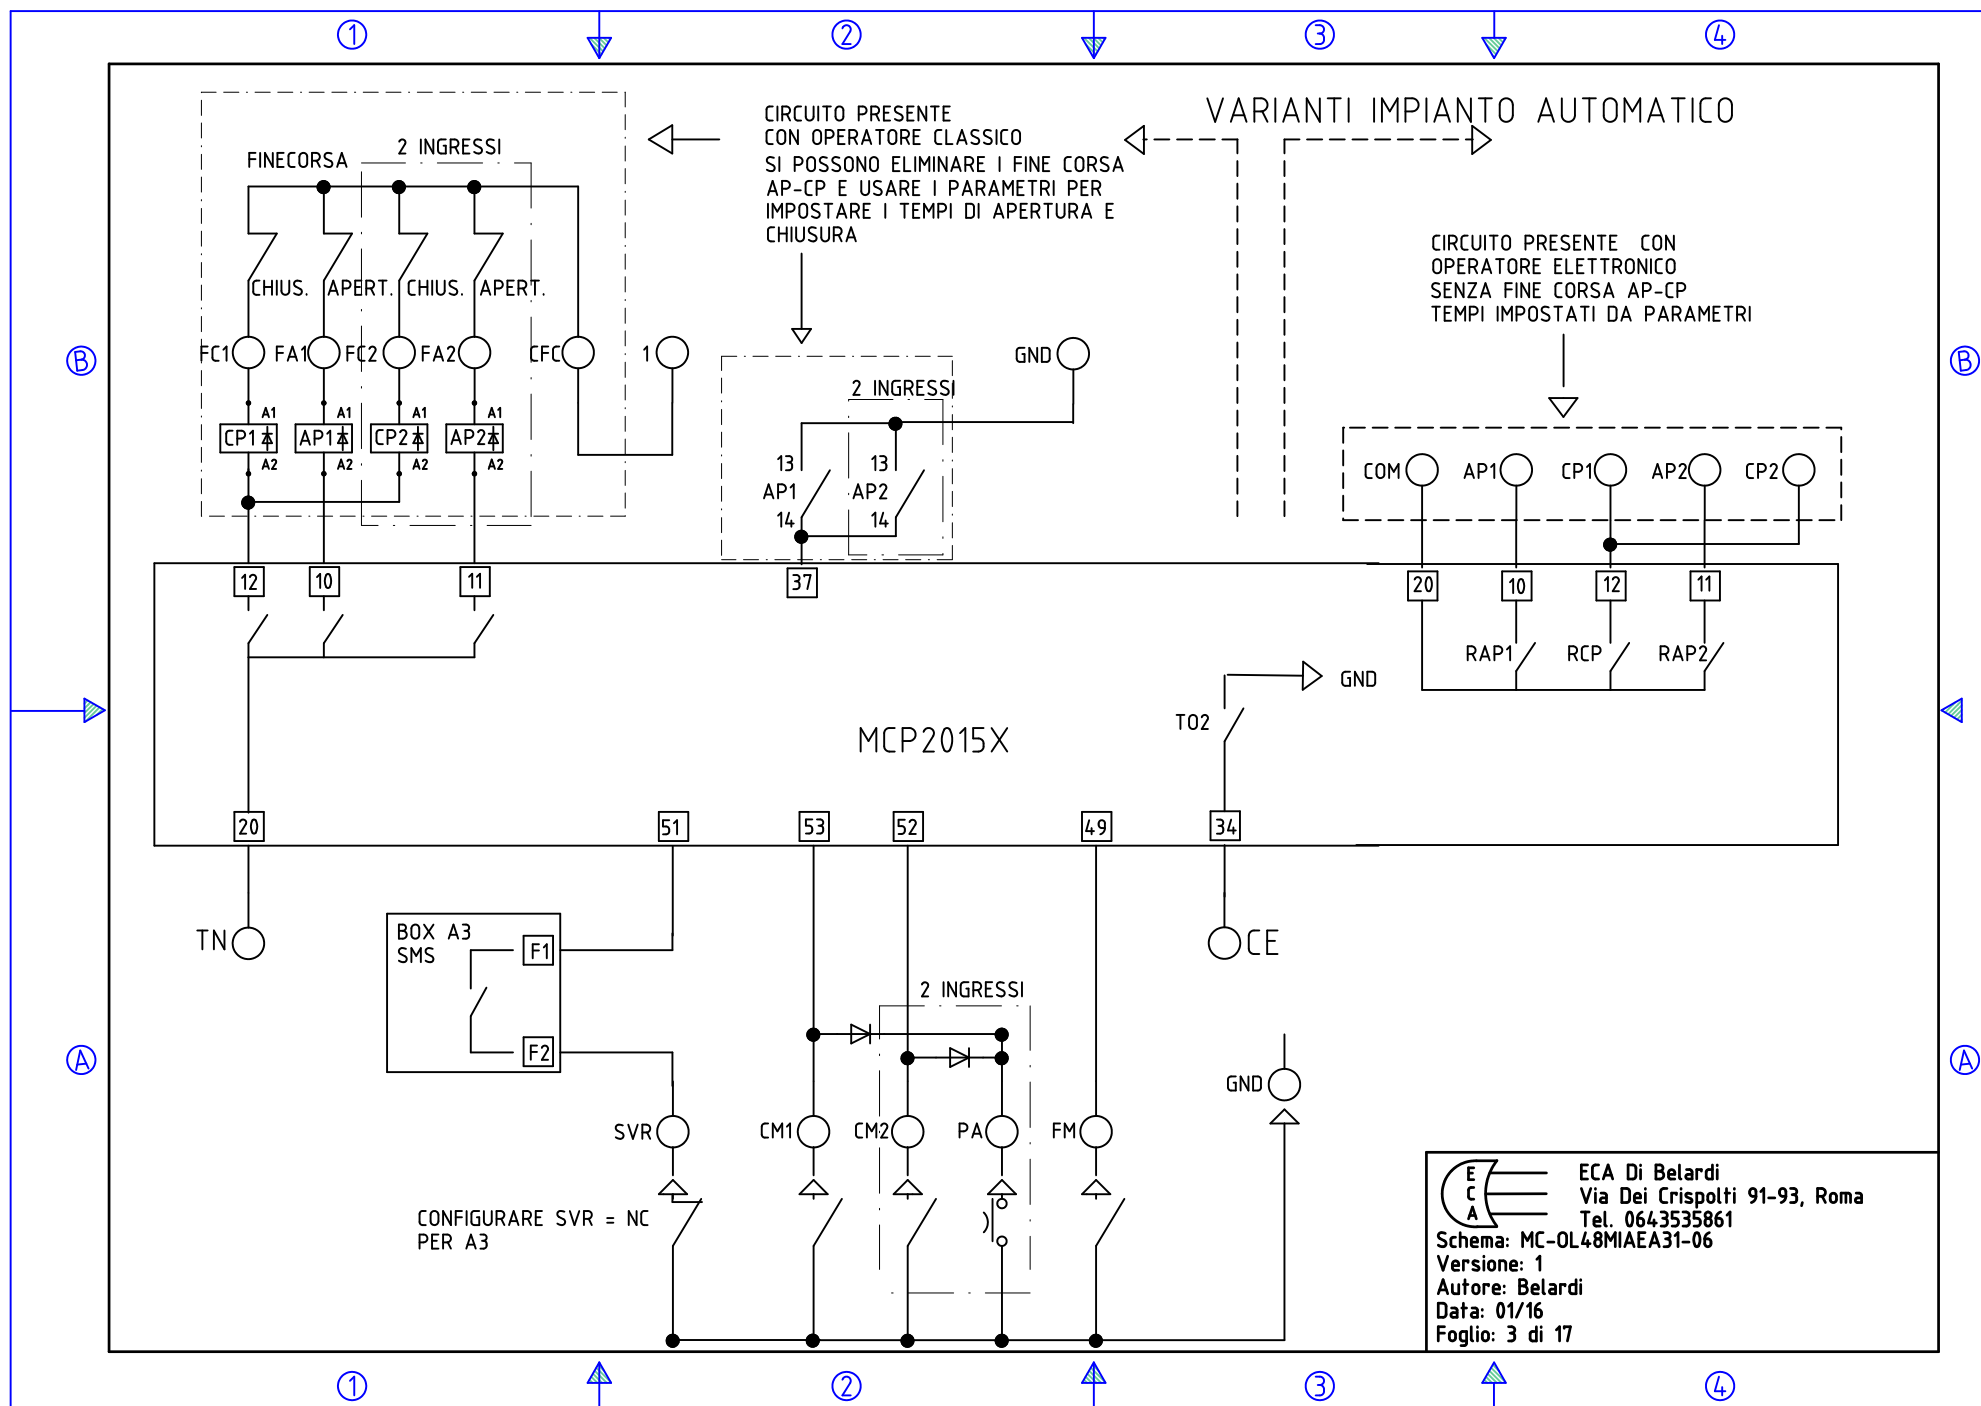 1 2 3 4
VARIANTI IMPIANTO AUTOMATICO
CIRCUITO PRESENTE
CON OPERATORE CLASSICO
SI POSSONO ELIMINARE I FINE CORSA
AP-CP E USARE I PARAMETRI PER
IMPOSTARE I TEMPI DI APERTURA E
CHIUSURA
2 INGRESSI
FINECORSA
CHIUS. APERT. CHIUS. APERT.
CIRCUITO PRESENTE CON
OPERATORE ELETTRONICO
SENZA FINE CORSA AP-CP
TEMPI IMPOSTATI DA PARAMETRI
B FC1 FA1 FC2 FA2 CFC 1 GND B
2 INGRESSI
A1 A1 A1 A1
CP1 AP1 CP2 AP2
A2 A2 A2 A2
13 13
AP1 AP2
14 14
COM AP1 CP1 AP2 CP2
12 10 11 37 20 10 12 11
RAP1 RCP RAP2
GND
TO2
MCP2015X
20 51 53 52 49 34
TN
CE
BOX A3
SMS
F1
F2
2 INGRESSI
A A
GND
SVR CM1 CM2 PA FM
CONFIGURARE SVR = NC
PER A3
E
C
A
ECA Di Belardi
Via Dei Crispolti 91-93, Roma
Tel. 0643535861
Schema: MC-OL48MIAEA31-06
Versione: 1
Autore: Belardi
Data: 01/16
Foglio: 3 di 17
1 2 3 4